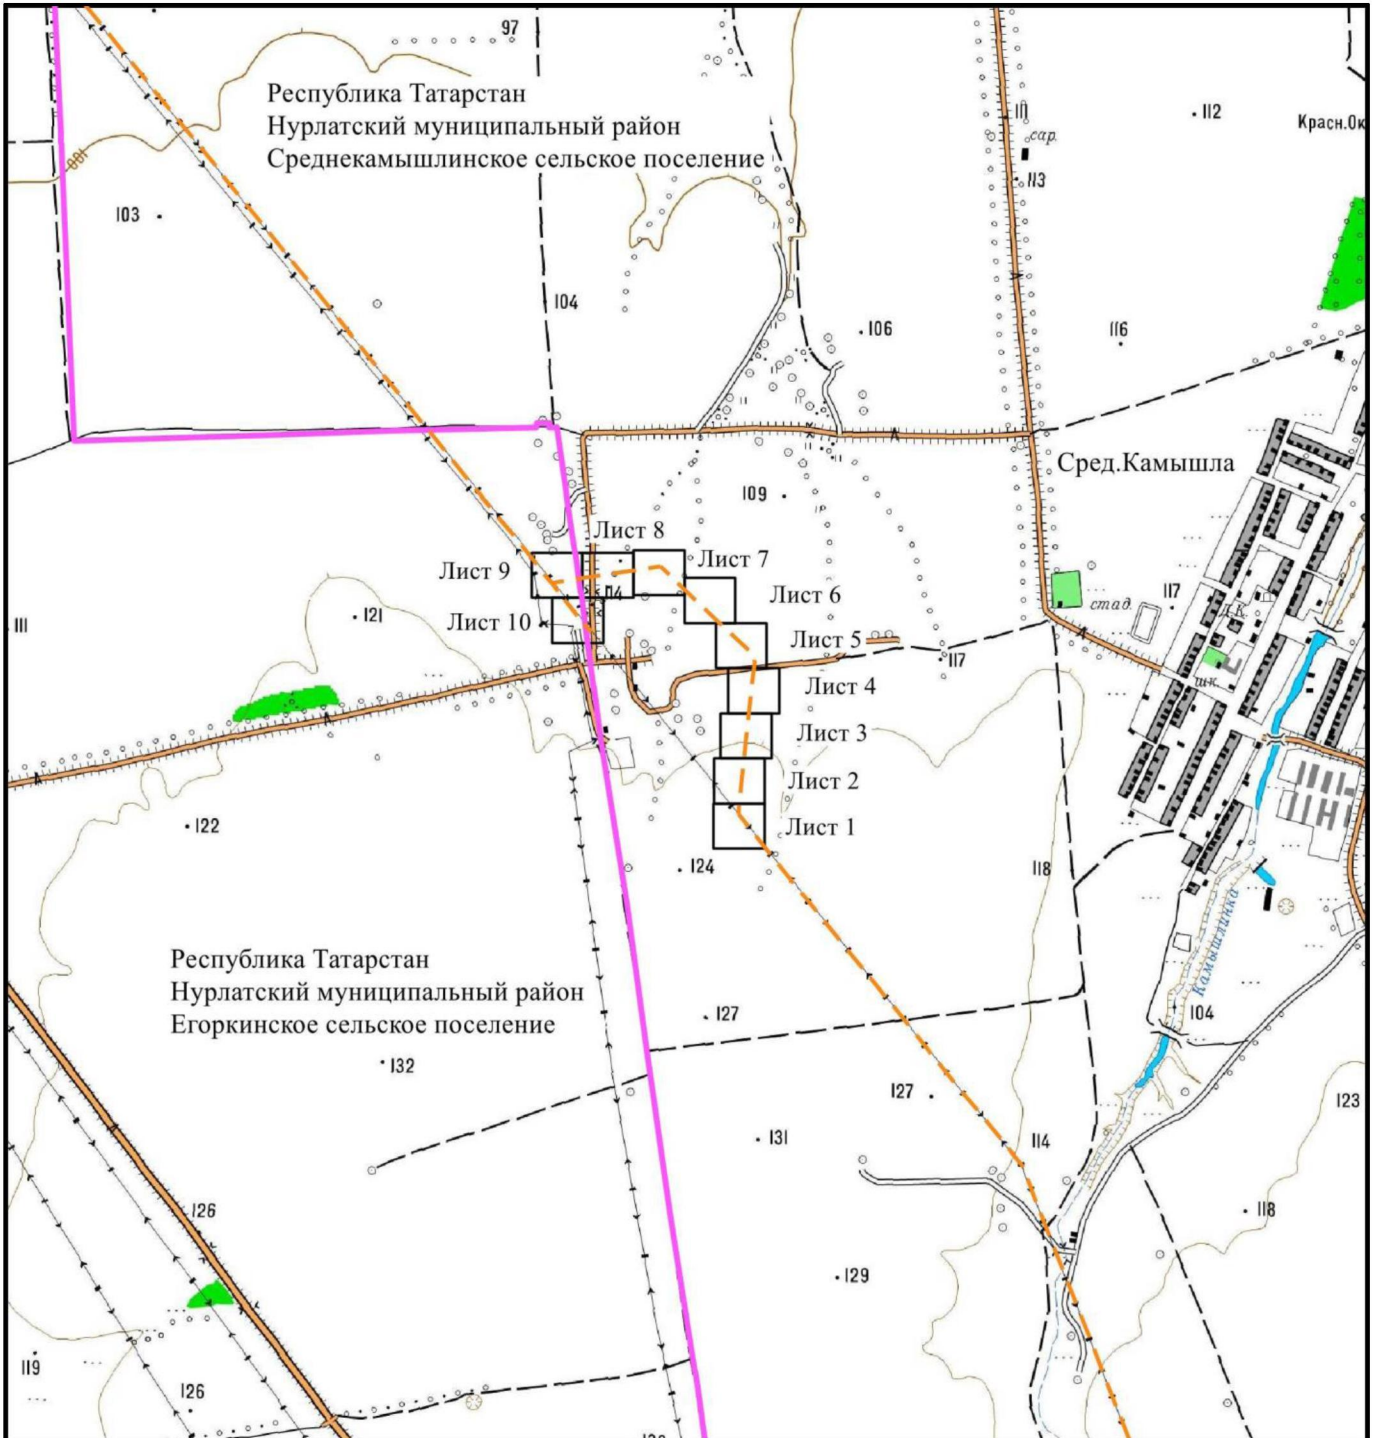 97
Республика Татарстан
Нурлатский муниципальный район
Среднекамышлинское сельское поселение
111
сар.
112
Красн.Ок
100
103
113
104
106
116
Сред.Камышла
109
Лист 8
Лист 7
Лист 9
114
Лист 6
стад.
117
Д.К.
111
121
Лист 10
Лист 5
117
шк.
Лист 4
Лист 3
Лист 2
122
Лист 1
124
118
Камышлинка
Республика Татарстан
Нурлатский муниципальный район
Егоркинское сельское поселение
127
104
132
127
123
131
114
126
118
129
119
126